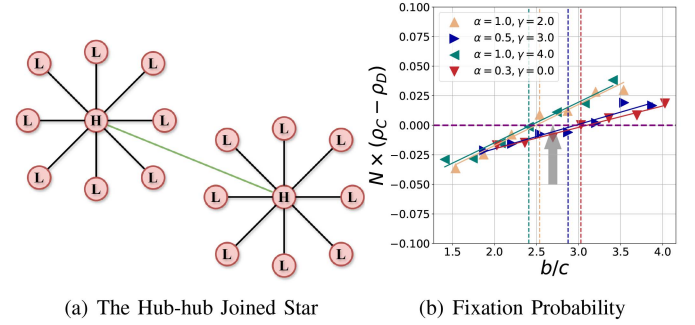 L
L
L
L
H
L
L
L
L
L
L
L
L
H
L
L
L
L
(a) The Hub-hub Joined Star
α = 1.0, γ = 2.0
α = 0.5, γ = 3.0
α = 1.0, γ = 4.0
α = 0.3, γ = 0.0
N × (ρC − ρD)
0.100
0.075
0.050
0.025
0.000
−0.025
−0.050
−0.075
−0.100
1.5 2.0 2.5 3.0 3.5 4.0
b/c
(b) Fixation Probability